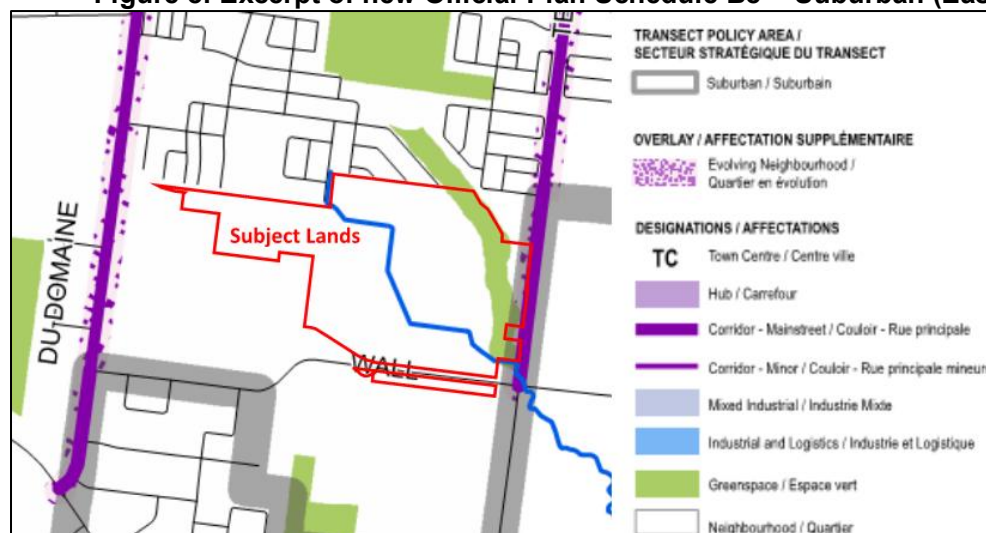 Figure 3: Excerpt of new Official Plan Schedule B8 – Suburban (Eas
TRANSECT POLICY AREA /
SECTEUR STRATÉGIQUE DU TRANSECT
Suburban / Suburbain
OVERLAY / AFFECTATION SUPPLÉMENTAIRE
Evolving Neighbourhood /
Quartier en évolution
DESIGNATIONS / AFFECTATIONS
TC Town Centre / Centre ville
Hub / Carrefour
Corridor - Mainstreet / Couloir - Rue principale
Corridor - Minor / Couloir - Rue principale mineure
Mixed Industrial / Industrie Mixte
Industrial and Logistics / Industrie et Logistique
Greenspace / Espace vert
Neighbourhood / Quartier
Subject Lands
DU-DOMAINE
WALL